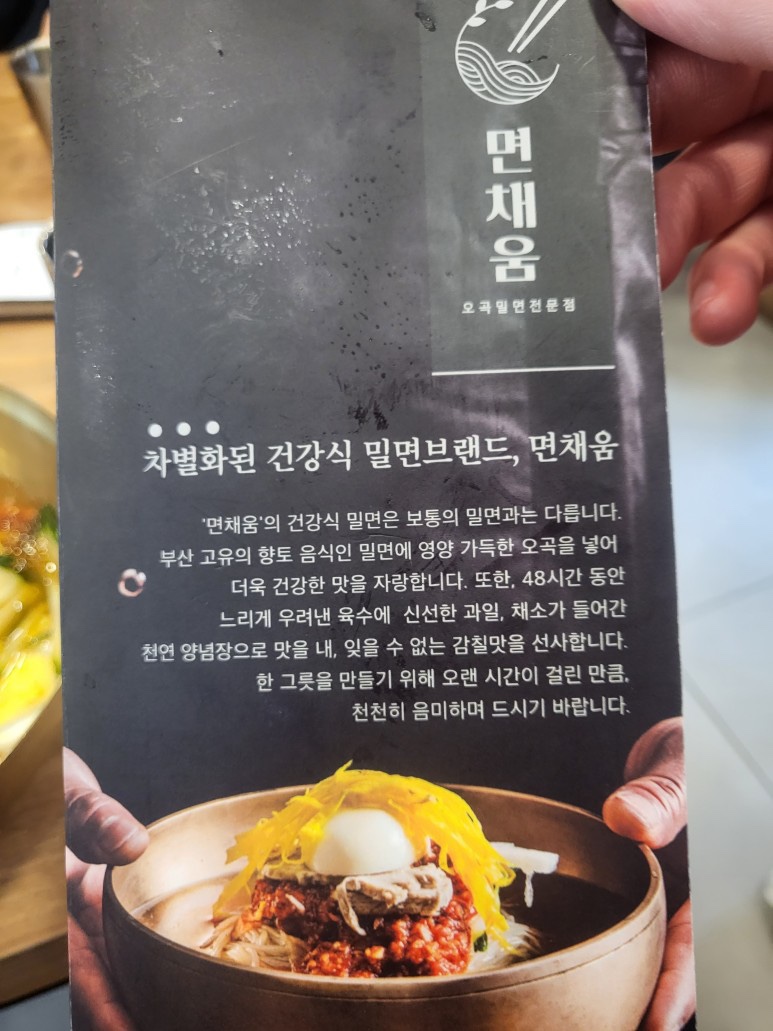 면채움
오곡밀면전문점
차별화된 건강식 밀면브랜드, 면채움
'면채움'의 건강식 밀면은 보통의 밀면과는 다릅니다.
부산 고유의 향토 음식인 밀면에 영양 가득한 오곡을 넣어
더욱 건강한 맛을 자랑합니다. 또한, 48시간 동안
느리게 우려낸 육수에 신선한 과일, 채소가 들어간
천연 양념장으로 맛을 내, 잊을 수 없는 감칠맛을 선사합니다.
한 그릇을 만들기 위해 오랜 시간이 걸린 만큼,
천천히 음미하며 드시기 바랍니다.